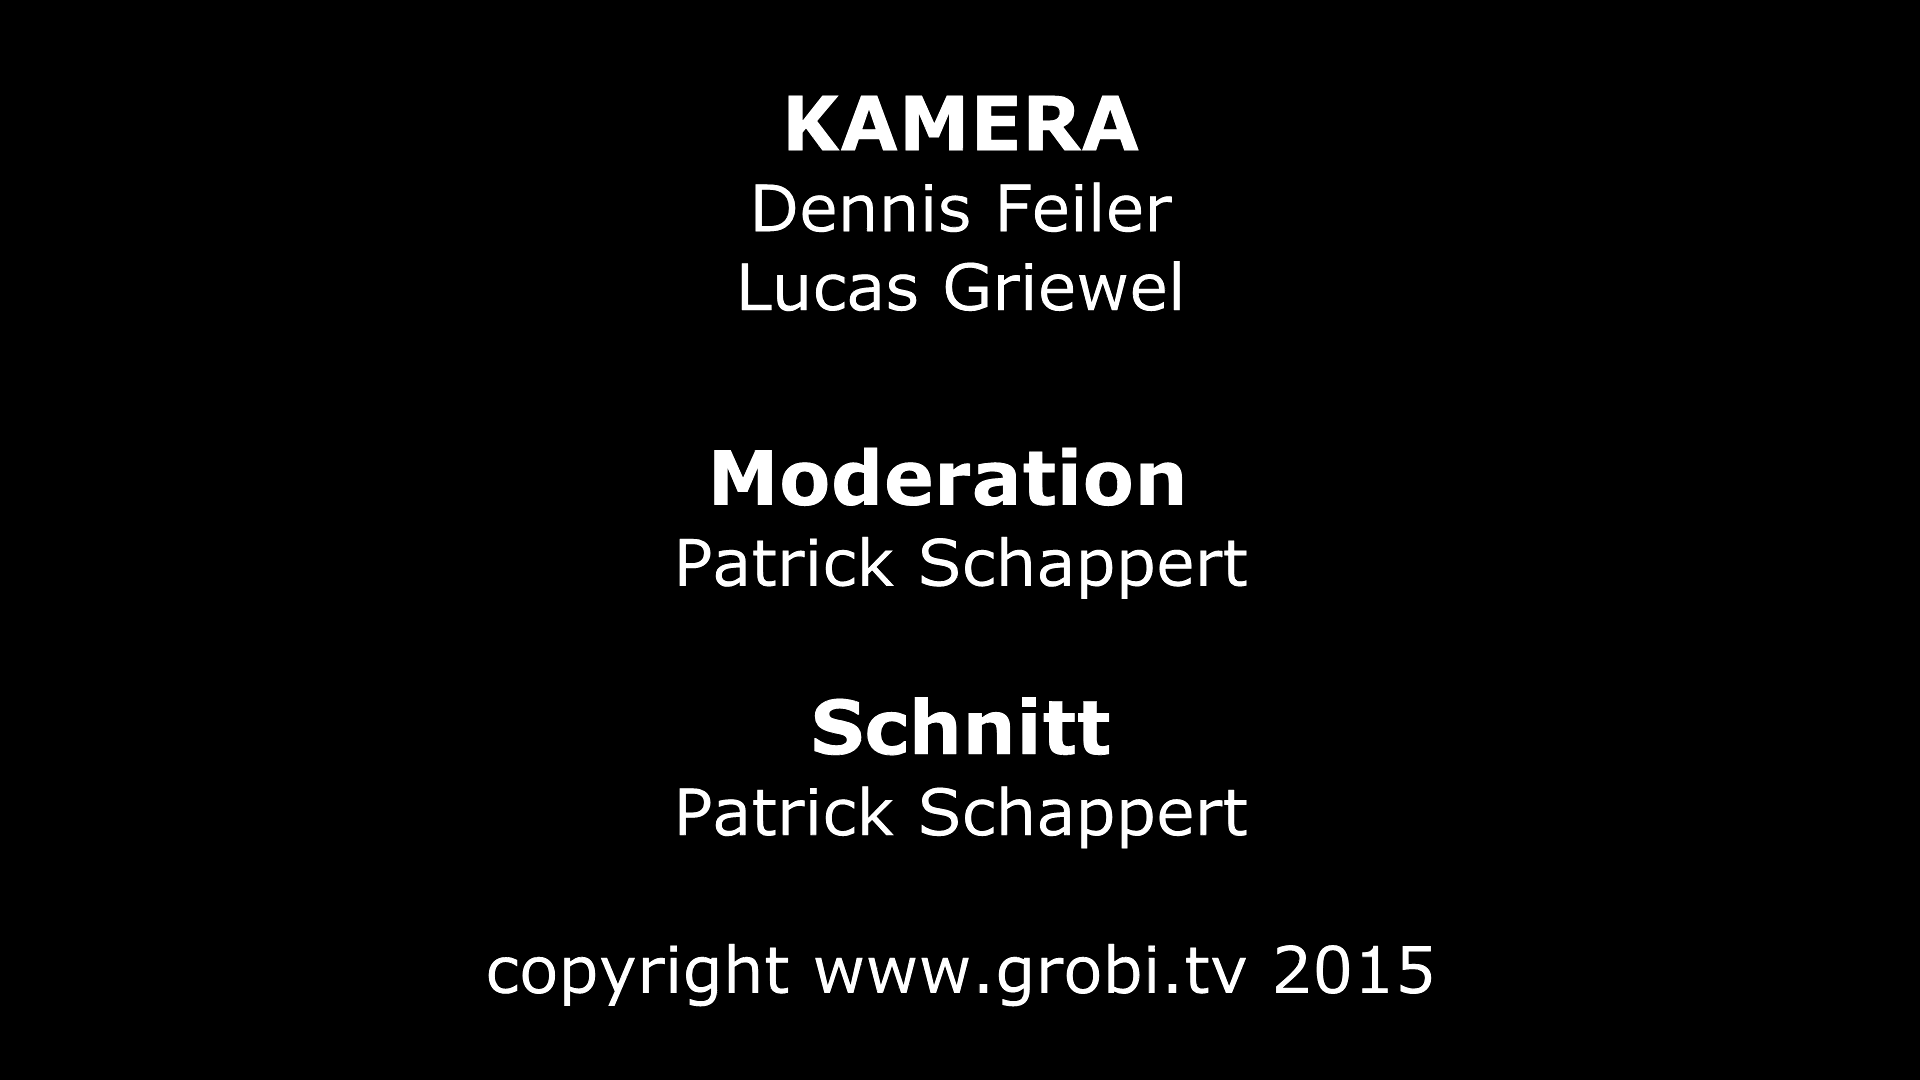 KAMERA
Dennis Feiler
Lucas Griewel
Moderation
Patrick Schappert
Schnitt
Patrick Schappert
copyright www.grobi.tv 2015